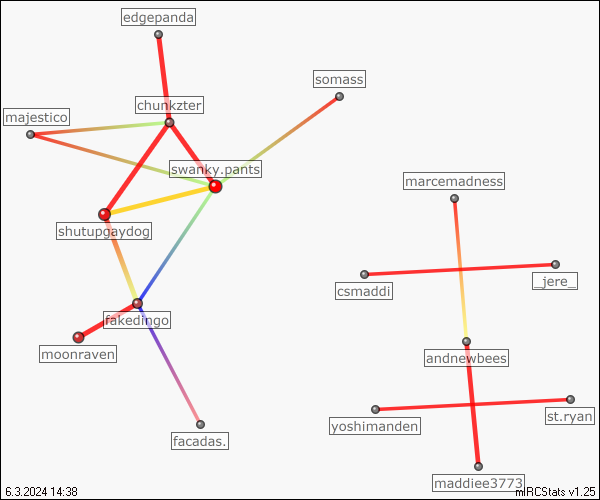 edgepanda
somass
chunkzter
majestico
swanky.pants
marcemadness
shutupgaydog
_jere_
csmaddi
fakedingo
moonraven
andnewbees
st.ryan
yoshimanden
facadas.
maddiee3773
6.3.2024 14:38
mIRCStats v1.25